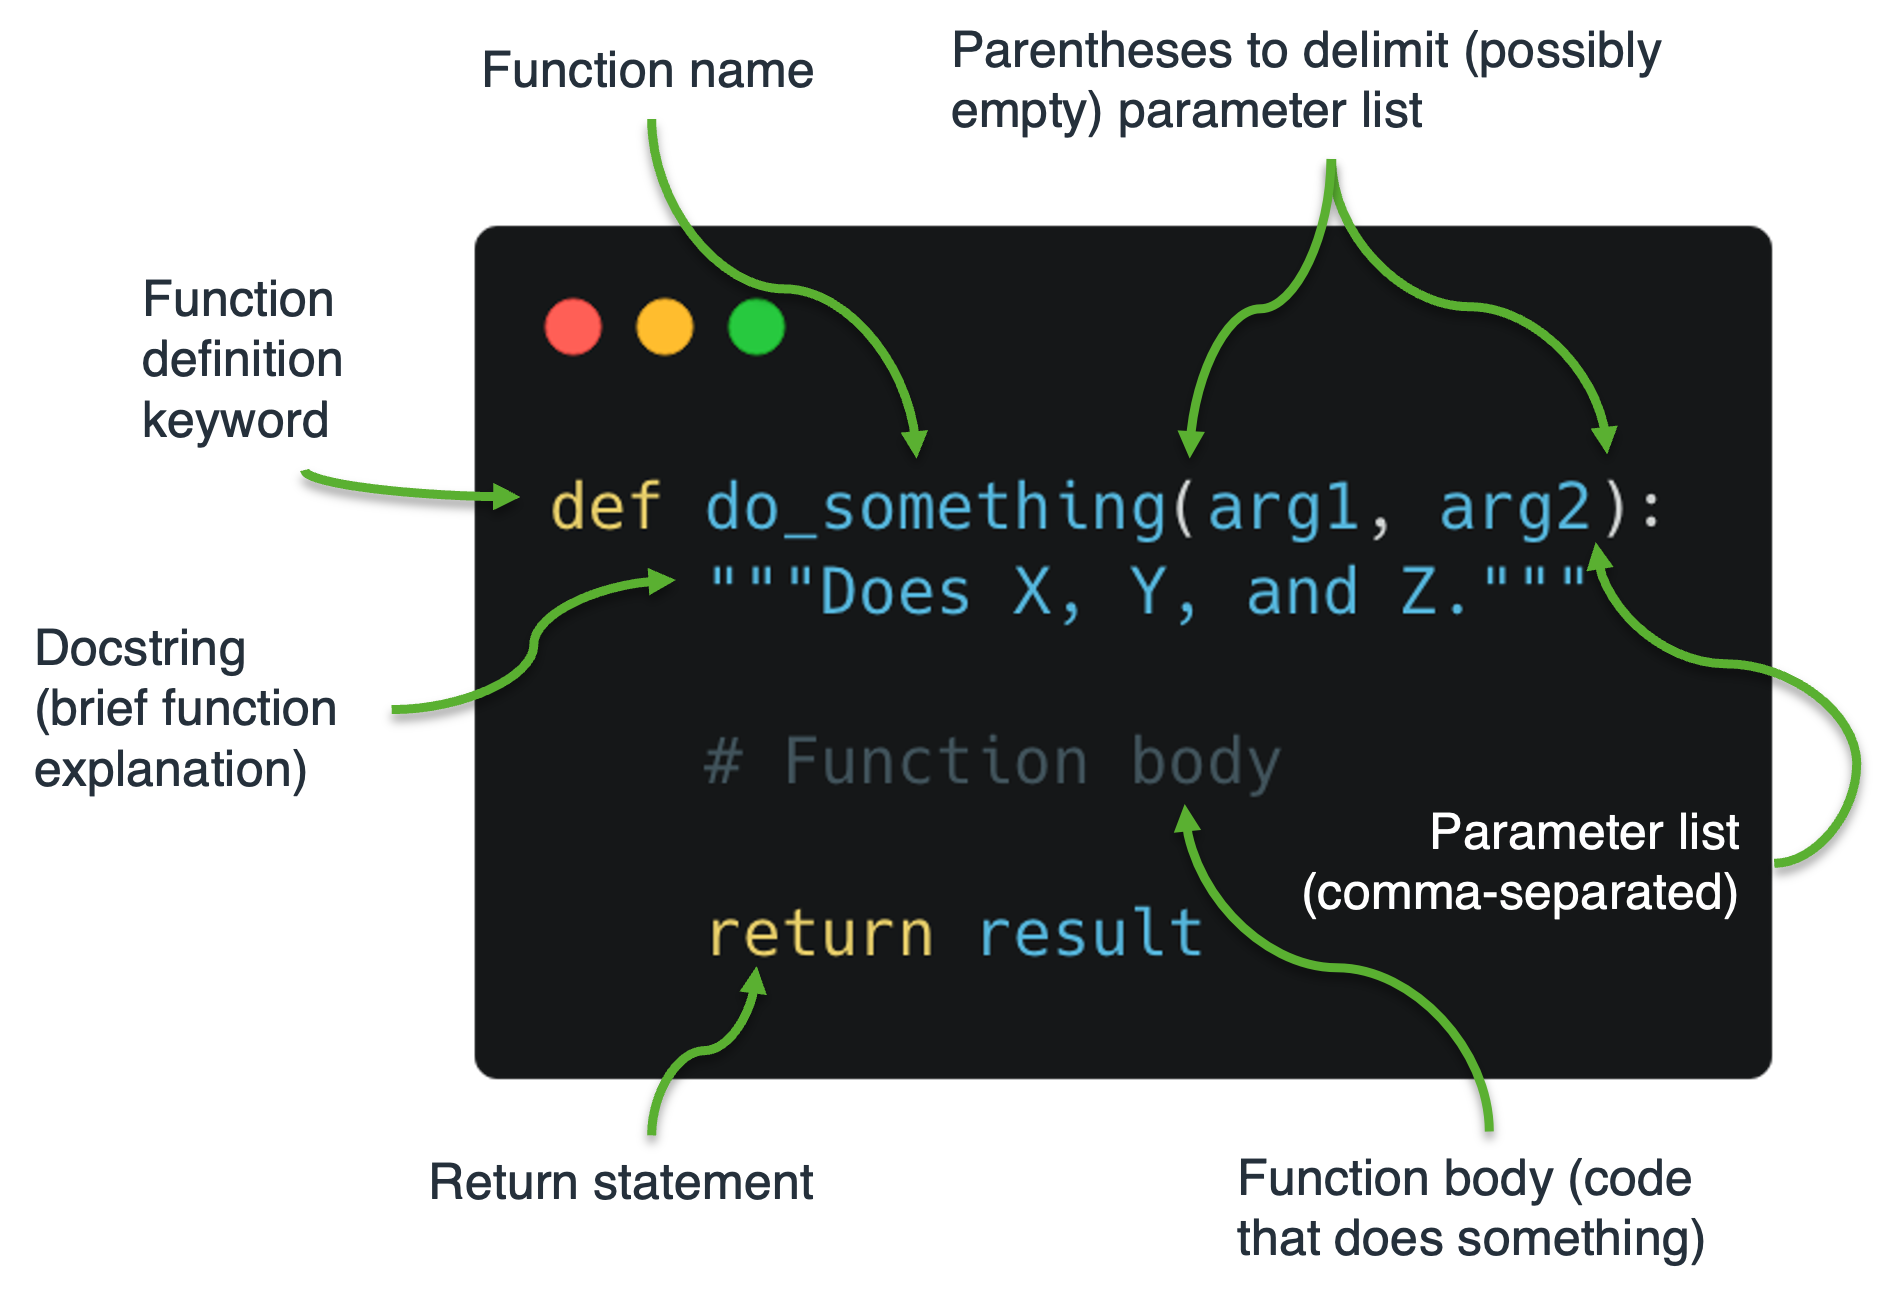 Function name
Parentheses to delimit (possibly
empty) parameter list
Function
definition
keyword
def do_something(arg1, arg2):
"""Does X, Y, and Z."""
Docstring
(brief function
explanation)
# Function body
Parameter list
(comma-separated)
return result
Return statement
Function body (code
that does something)